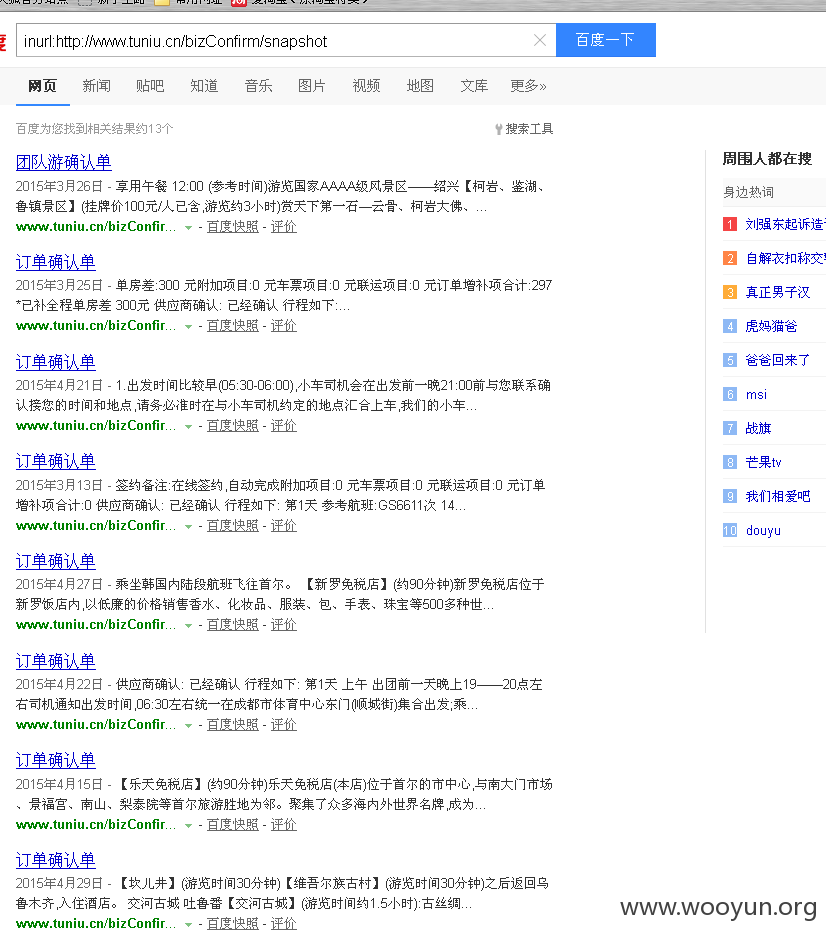 inurl:http://www.tuniu.cn/bizConfirm/snapshot
百度一下
网页 新闻 贴吧 知道 音乐 图片 视频 地图 文库 更多»
百度为您找到相关结果约13个
搜索工具
团队游确认单
2015年3月26日 - 享用午餐 12:00 (参考时间)游览国家AAAA级风景区——绍兴【柯岩、鉴湖、
鲁镇景区】(挂牌价100元/人已含,游览约3小时)赏天下第一石—云骨、柯岩大佛、...
www.tuniu.cn/bizConfir... - 百度快照 - 评价
订单确认单
2015年3月25日 - 单房差:300 元附加项目:0 元车票项目:0 元联运项目:0 元订单增补项合计:297
*已补全程单房差 300元 供应商确认: 已经确认 行程如下:...
www.tuniu.cn/bizConfir... - 百度快照 - 评价
订单确认单
2015年4月21日 - 1.出发时间比较早(05:30-06:00),小车司机会在出发前一晚21:00前与您联系确
认接您的时间和地点,请务必准时在与小车司机约定的地点汇合上车,我们的小车...
www.tuniu.cn/bizConfir... - 百度快照 - 评价
订单确认单
2015年3月13日 - 签约备注:在线签约,自动完成附加项目:0 元车票项目:0 元联运项目:0 元订单
增补项合计:0 供应商确认: 已经确认 行程如下: 第1天 参考航班:GS6611次 14...
www.tuniu.cn/bizConfir... - 百度快照 - 评价
订单确认单
2015年4月27日 - 乘坐韩国内陆段航班飞往首尔。 【新罗免税店】(约90分钟)新罗免税店位于
新罗饭店内,以低廉的价格销售香水、化妆品、服装、包、手表、珠宝等500多种世...
www.tuniu.cn/bizConfir... - 百度快照 - 评价
订单确认单
2015年4月22日 - 供应商确认: 已经确认 行程如下: 第1天 上午 出团前一天晚上19——20点左
右司机通知出发时间,06:30左右统一在成都市体育中心东门(顺城街)集合出发;乘...
www.tuniu.cn/bizConfir... - 百度快照 - 评价
订单确认单
2015年4月15日 - 【乐天免税店】(约90分钟)乐天免税店(本店)位于首尔的市中心,与南大门市场
、景福宫、南山、梨泰院等首尔旅游胜地为邻。聚集了众多海内外世界名牌,成为...
www.tuniu.cn/bizConfir... - 百度快照 - 评价
订单确认单
2015年4月29日 - 【坎儿井】(游览时间30分钟)【维吾尔族古村】(游览时间30分钟)之后返回乌
鲁木齐,入住酒店。 交河古城 吐鲁番【交河古城】(游览时间约1.5小时):古丝绸...
www.tuniu.cn/bizConfir... - 百度快照 - 评价
周围人都在搜
身边热词
1 刘强东起诉造
2 自解衣扣称交
3 真正男子汉
4 虎妈猫爸
5 爸爸回来了
6 msi
7 战旗
8 芒果tv
9 我们相爱吧
10 douyu
www.wooyun.org